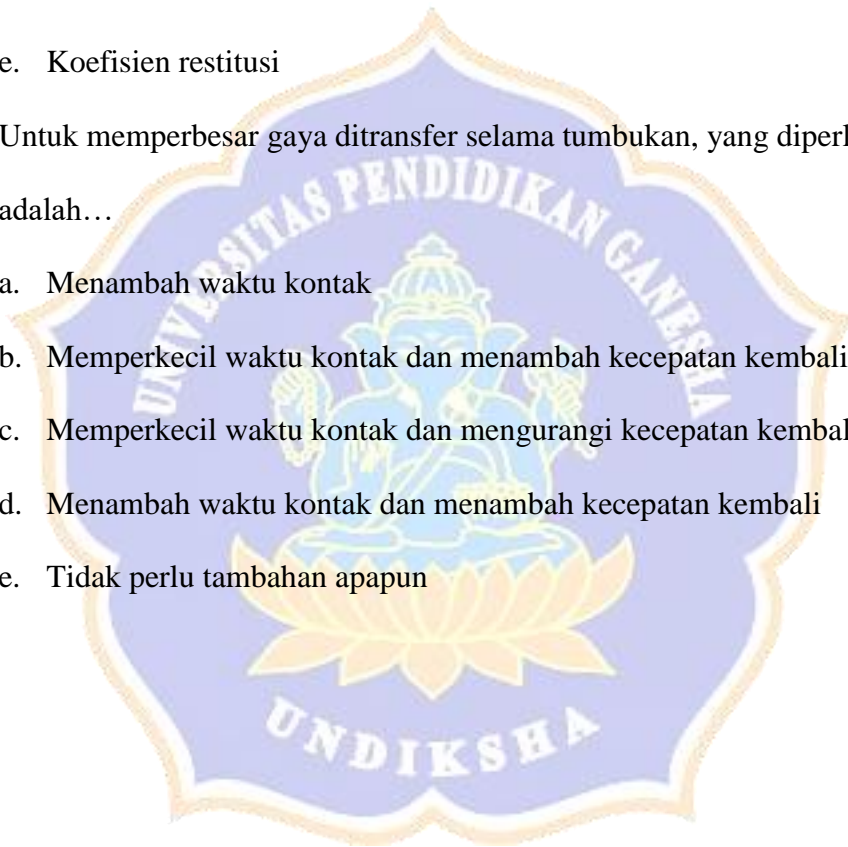 e. Koefisien restitusi
Untuk memperbesar gaya ditransfer selama tumbukan, yang
adalah…
UNIVERSITAS PENDIDIKAN GANESHA
a. Menambah waktu kontak
b. Memperkecil waktu kontak dan menambah kecepatan kembali
c. Memperkecil waktu kontak dan mengurangi kecepatan
d. Menambah waktu kontak dan menambah kecepatan kembali
e. Tidak perlu tambahan apapun
UNDIKSHA